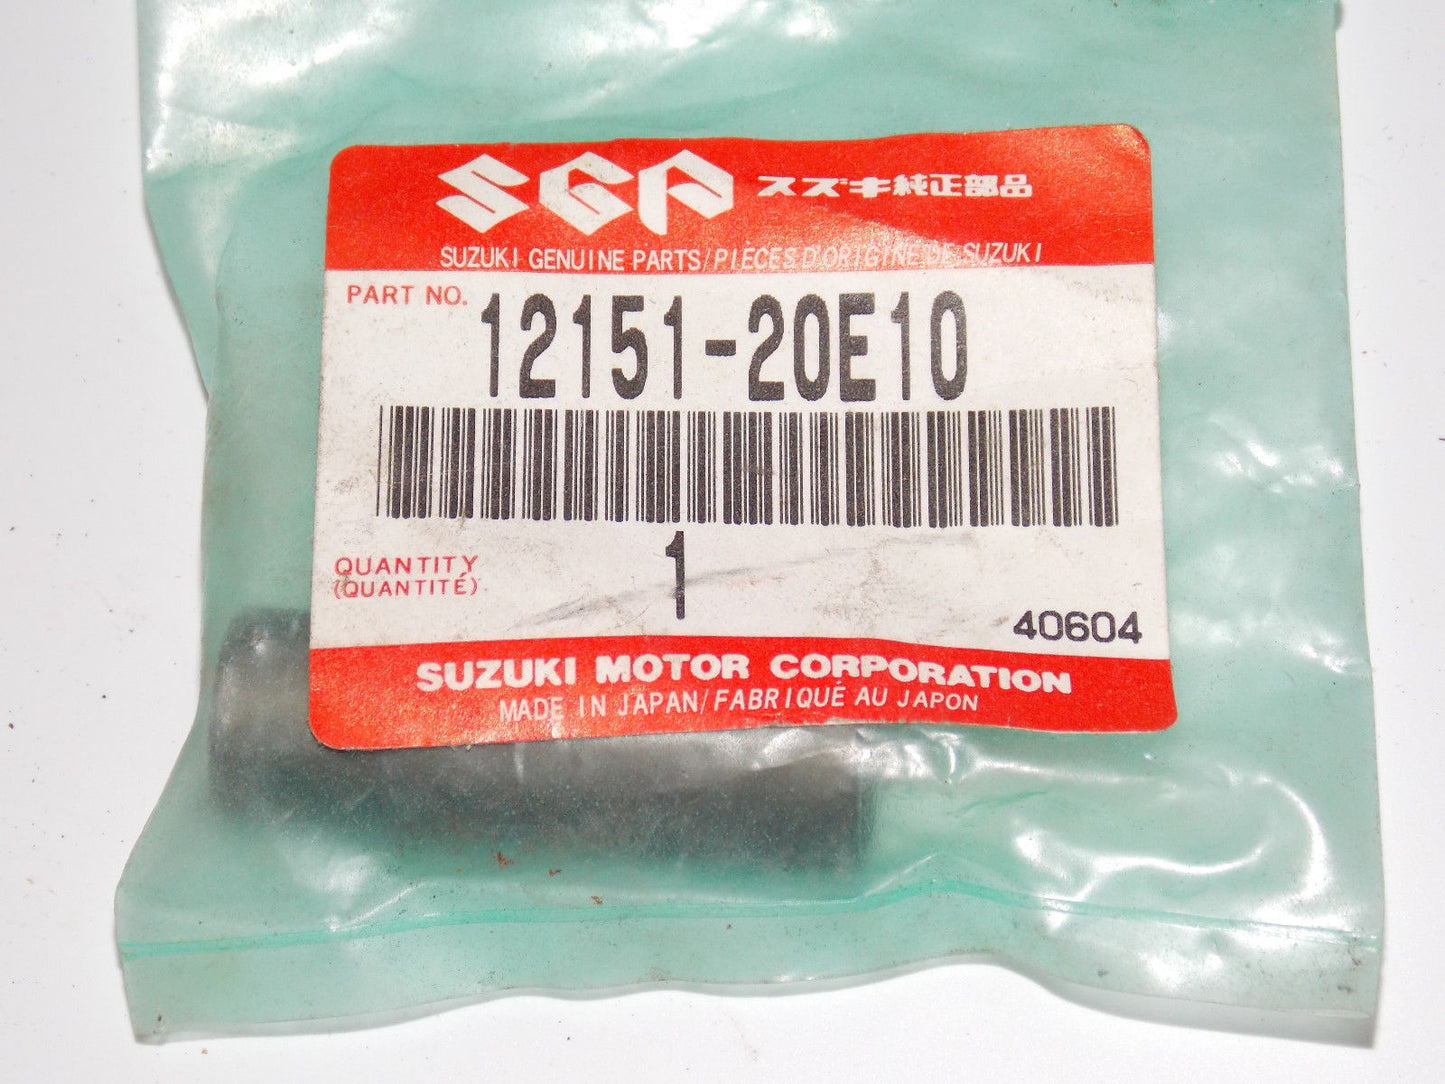 SGP スズキ純正部品
SUZUKI GENUINE PARTS/PIÈCES D'ORIGINE DE SUZUKI
PART NO. 12151-20E10
QUANTITY
(QUANTITÉ) 1
40604
SUZUKI MOTOR CORPORATION
MADE IN JAPAN/FABRIQUÉ AU JAPON